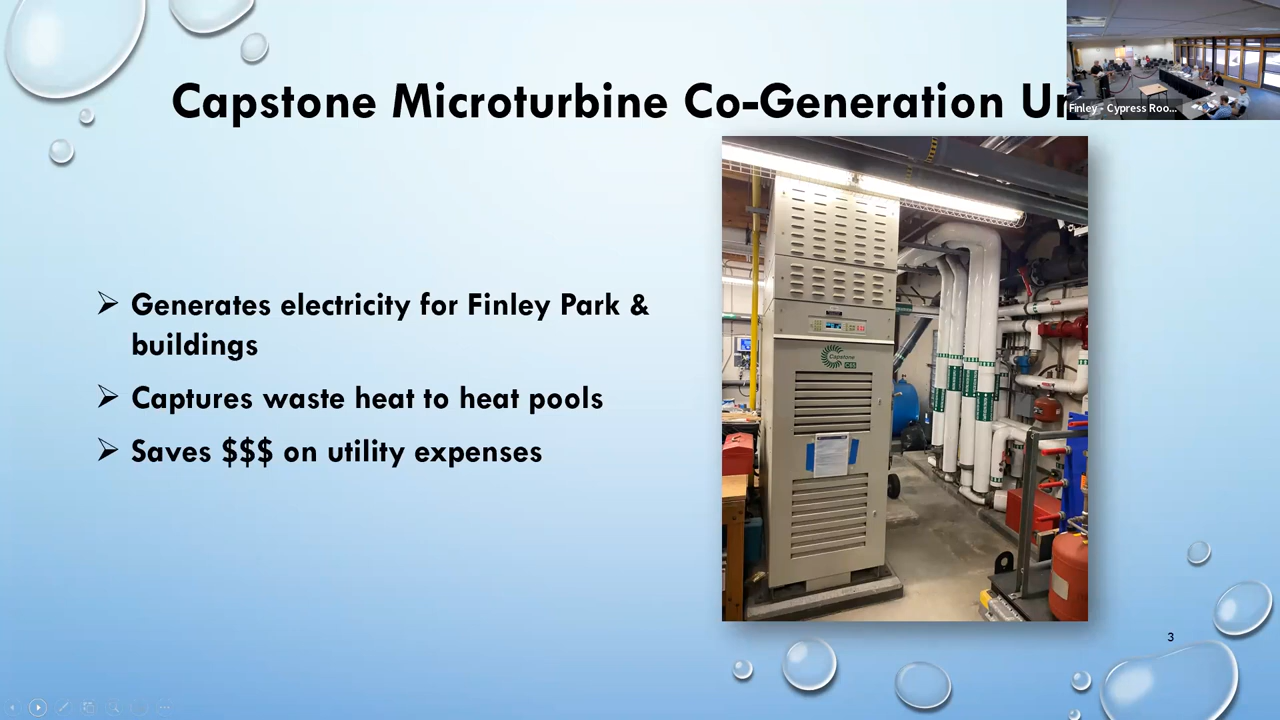 Capstone Microturbine Co-Generation
Finley - Cypress Roo...
➢ Generates electricity for Finley Park &
buildings
➢ Captures waste heat to heat pools
➢ Saves $$$ on utility expenses
Capstone
C65
3